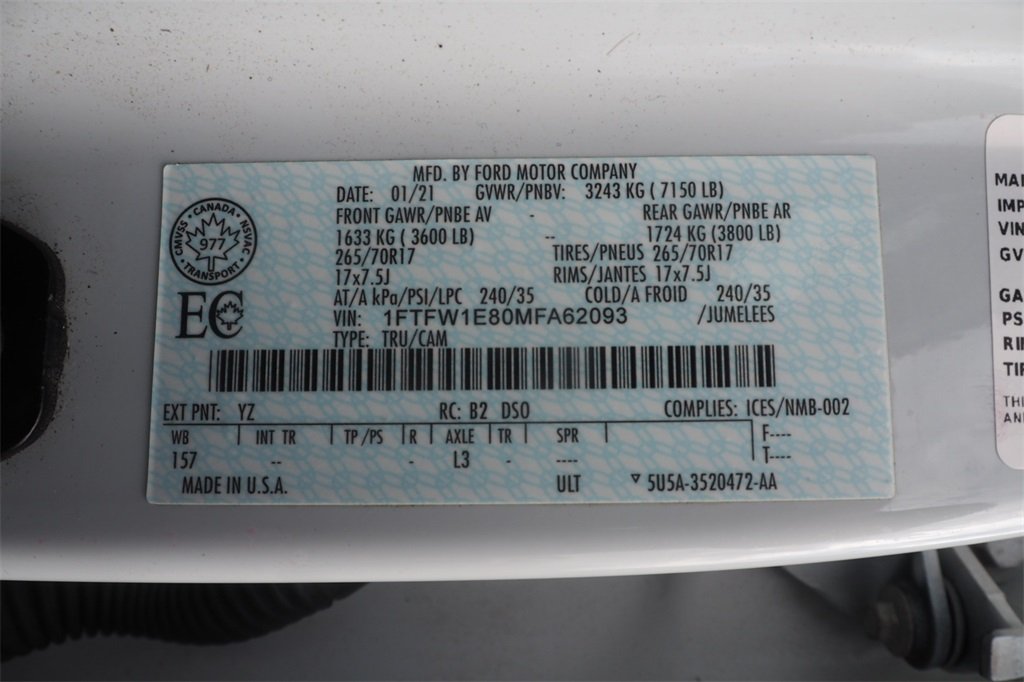 MFD. BY FORD MOTOR COMPANY
DATE: 01/21 GVWR/PNBV: 3243 KG ( 7150 LB)
FRONT GAWR/PNBE AV - REAR GAWR/PNBE AR
1633 KG ( 3600 LB) -- 1724 KG (3800 LB)
265/70R17 TIRES/PNEUS 265/70R17
17x7.5J RIMS/JANTES 17x7.5J
AT/A kPa/PSI/LPC 240/35 COLD/A FROID 240/35
VIN: 1FTFW1E80MFA62093 /JUMELEES
TYPE: TRU/CAM
CANADA
CMVSS 977 NSVAC
TRANSPORT
EC
EXT PNT: YZ RC: B2 DSO COMPLIES: ICES/NMB-002
WB INT TR TP/PS R AXLE TR SPR F----
157 -- - L3 - ---- T----
MADE IN U.S.A. ULT 5U5A-3520472-AA
MAN
IMP
VIN
GV
GA
PS
RI
TIF
THI
AN